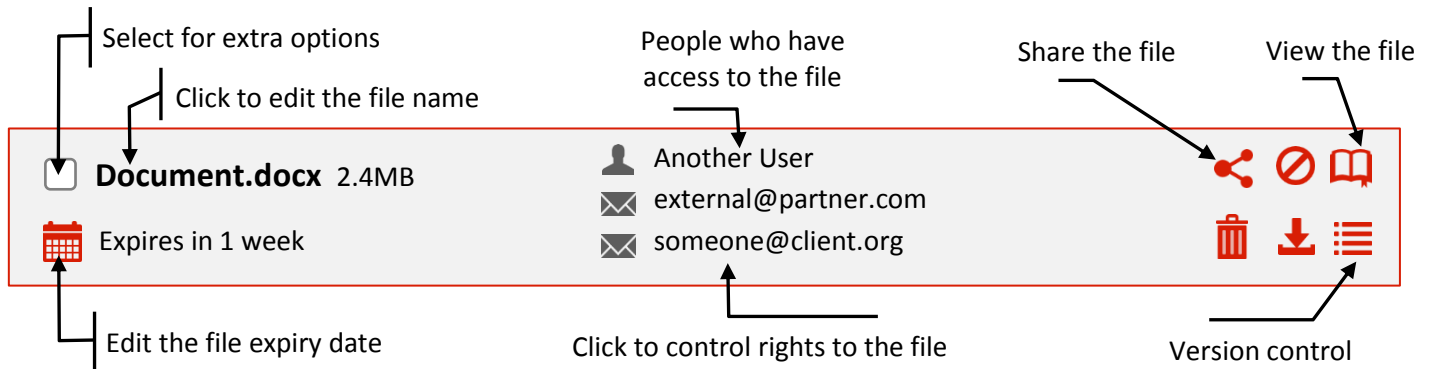 Select for extra options
Click to edit the file name
People who have
access to the file
Share the file
View the file
Document.docx 2.4MB
Expires in 1 week
Another User
external@partner.com
someone@client.org
Edit the file expiry date
Click to control rights to the file
Version control